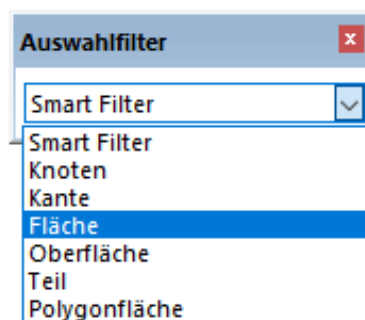 Auswahlfilter
Smart Filter
Smart Filter
Knoten
Kante
Fläche
Oberfläche
Teil
Polygonfläche